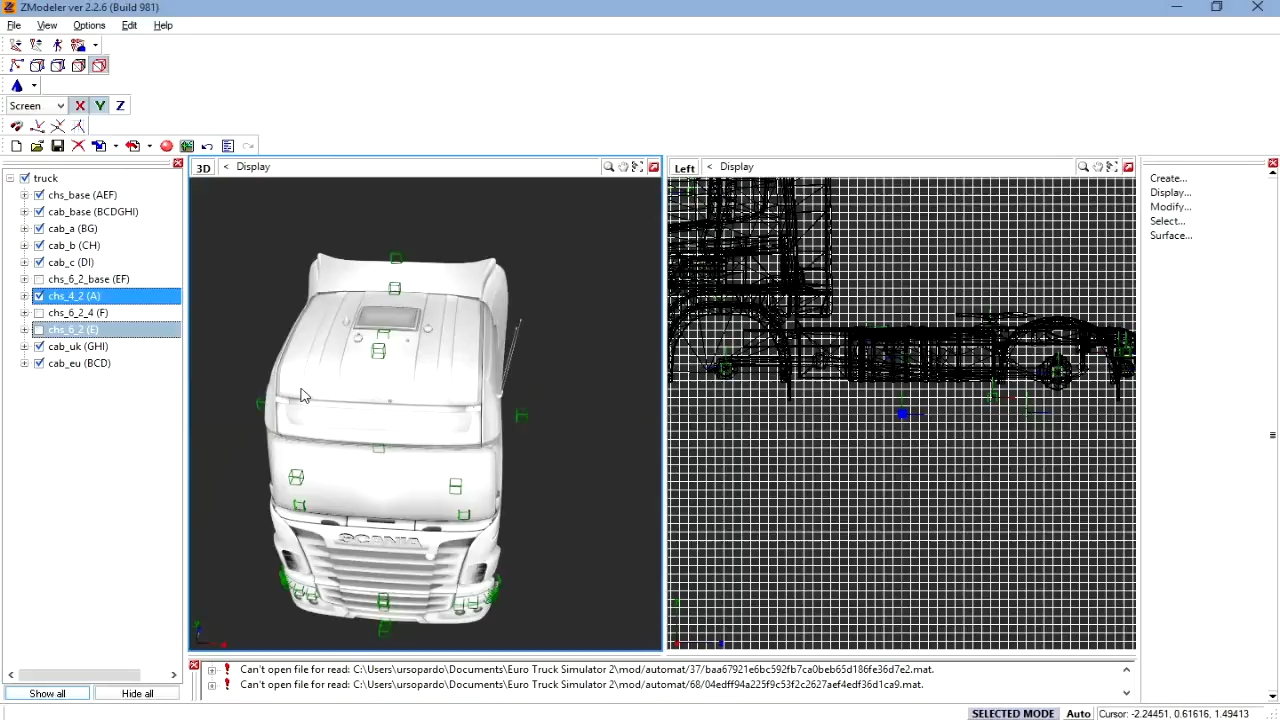 ZModeler ver 2.2.6 (Build 981)
File View Options Edit Help
Screen X Y Z
3D < Display
Left < Display
truck
chs_base (AEF)
cab_base (BCDGHI)
cab_a (BG)
cab_b (CH)
cab_c (DI)
chs_6_2_base (EF)
chs_4_2 (A)
chs_6_2_4 (F)
chs_6_2 (E)
cab_uk (GHI)
cab_eu (BCD)
Show all Hide all
SCANIA
Create...
Display...
Modify...
Select...
Surface...
Can't open file for read: C:\Users\ursopardo\Documents\Euro Truck Simulator 2\mod/automat/37/baa67921e6bc592fb7ca0beb65d186fe36d7e2.mat.
Can't open file for read: C:\Users\ursopardo\Documents\Euro Truck Simulator 2\mod/automat/68/04edff94a225f9c53f2c2627aef4edf36d1ca9.mat.
SELECTED MODE Auto Cursor: -2.24451, 0.61616, 1.49413